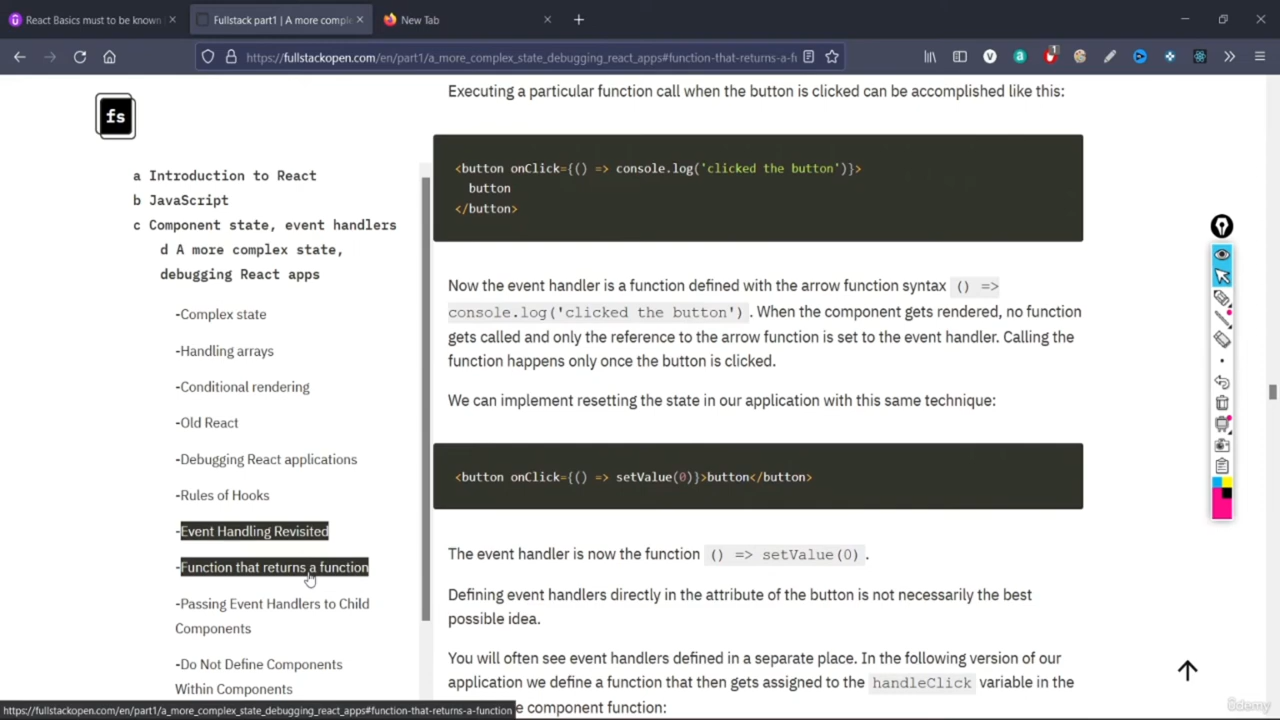 React Basics must to be known
Fullstack part1 | A more comple
New Tab
https://fullstackopen.com/en/part1/a_more_complex_state_debugging_react_apps#function-that-returns-a-f
fs
a Introduction to React
b JavaScript
c Component state, event handlers
d A more complex state,
debugging React apps
-Complex state
-Handling arrays
-Conditional rendering
-Old React
-Debugging React applications
-Rules of Hooks
-Event Handling Revisited
-Function that returns a function
-Passing Event Handlers to Child
Components
-Do Not Define Components
Within Components
Executing a particular function call when the button is clicked can be accomplished like this:
<button onClick={() => console.log('clicked the button')}>
button
</button>
Now the event handler is a function defined with the arrow function syntax () =>
console.log('clicked the button'). When the component gets rendered, no function
gets called and only the reference to the arrow function is set to the event handler. Calling the
function happens only once the button is clicked.
We can implement resetting the state in our application with this same technique:
<button onClick={() => setValue(0)}>button</button>
The event handler is now the function () => setValue(0).
Defining event handlers directly in the attribute of the button is not necessarily the best
possible idea.
You will often see event handlers defined in a separate place. In the following version of our
application we define a function that then gets assigned to the handleClick variable in the
e component function:
https://fullstackopen.com/en/part1/a_more_complex_state_debugging_react_apps#function-that-returns-a-function
ûdemy